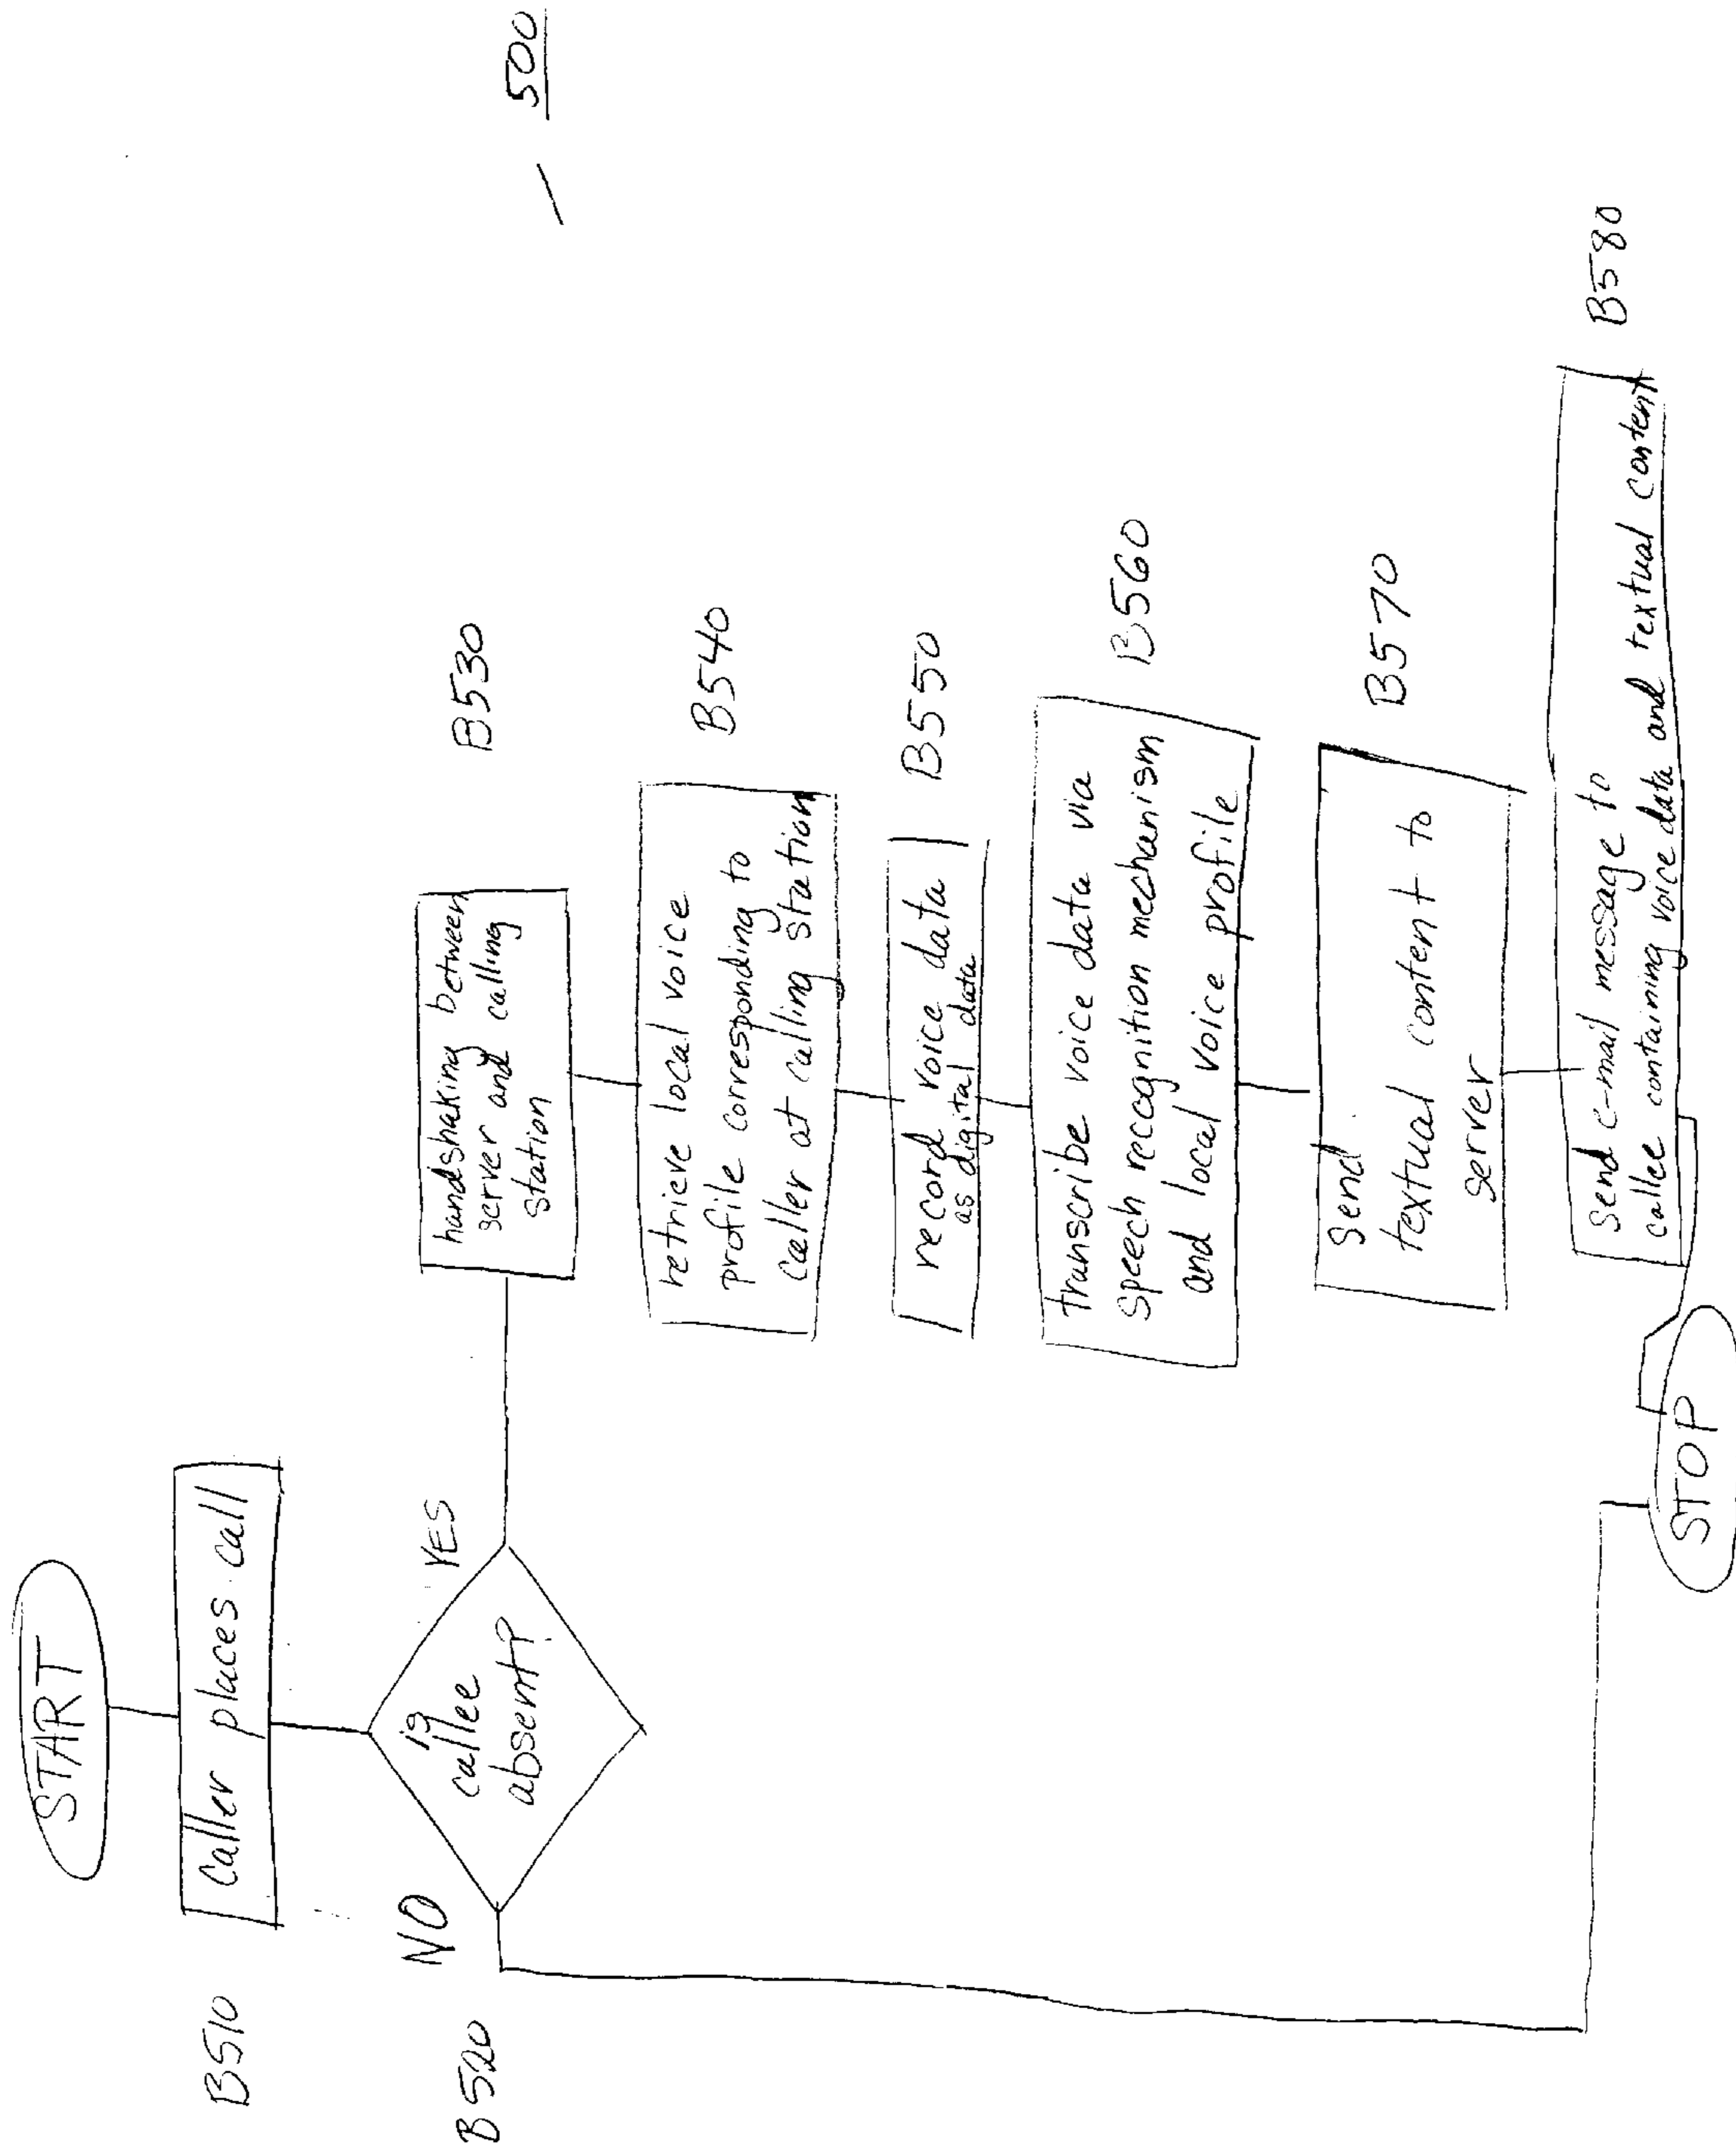 500
START
B510
Caller places call
B520
NO
is
callee
absent?
YES
handshaking between
server and calling
station
B530
retrieve local voice
profile corresponding to
caller at calling station
B540
record voice data
as digital data
B550
transcribe voice data via
speech recognition mechanism
and local voice profile
B560
Send
textual content to
server
B570
Send e-mail message to
callee containing voice data and textual content
B580
STOP